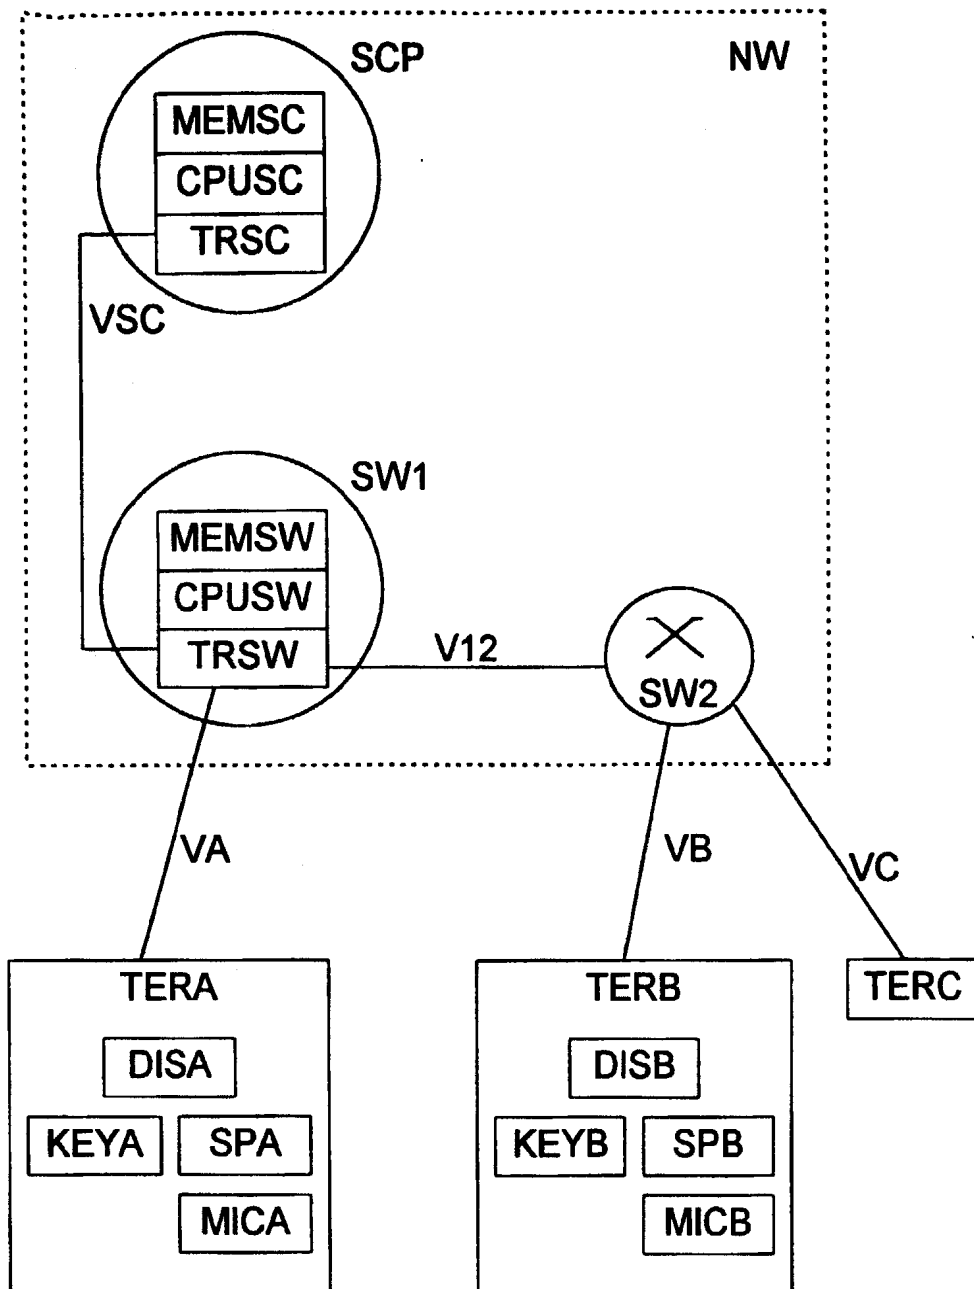 SCP
NW
MEMSC
CPUSC
TRSC
VSC
SW1
MEMSW
CPUSW
TRSW
V12
SW2
VA
VB
VC
TERA
TERB
TERC
DISA
DISB
KEYA
SPA
KEYB
SPB
MICA
MICB